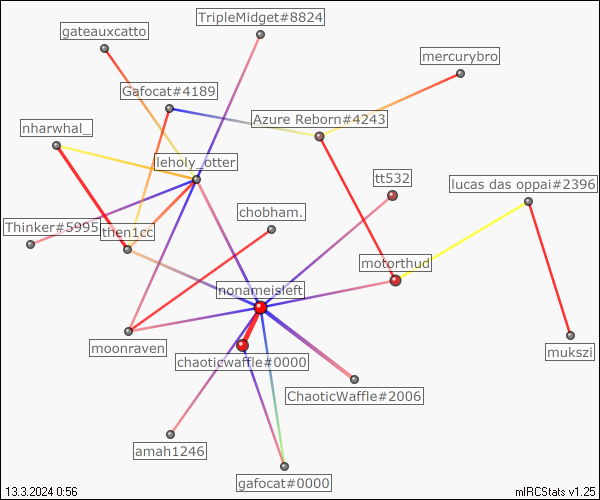 TripleMidget#8824
gateauxcatto
mercurybro
Gafocat#4189
Azure Reborn#4243
nharwhal_
leholy_otter
tt532
lucas das oppai#2396
chobham.
Thinker#5995
then1cc
motorthud
nonameisleft
moonraven
mukszi
chaoticwaffle#0000
ChaoticWaffle#2006
amah1246
gafocat#0000
13.3.2024 0:56
mIRCStats v1.25